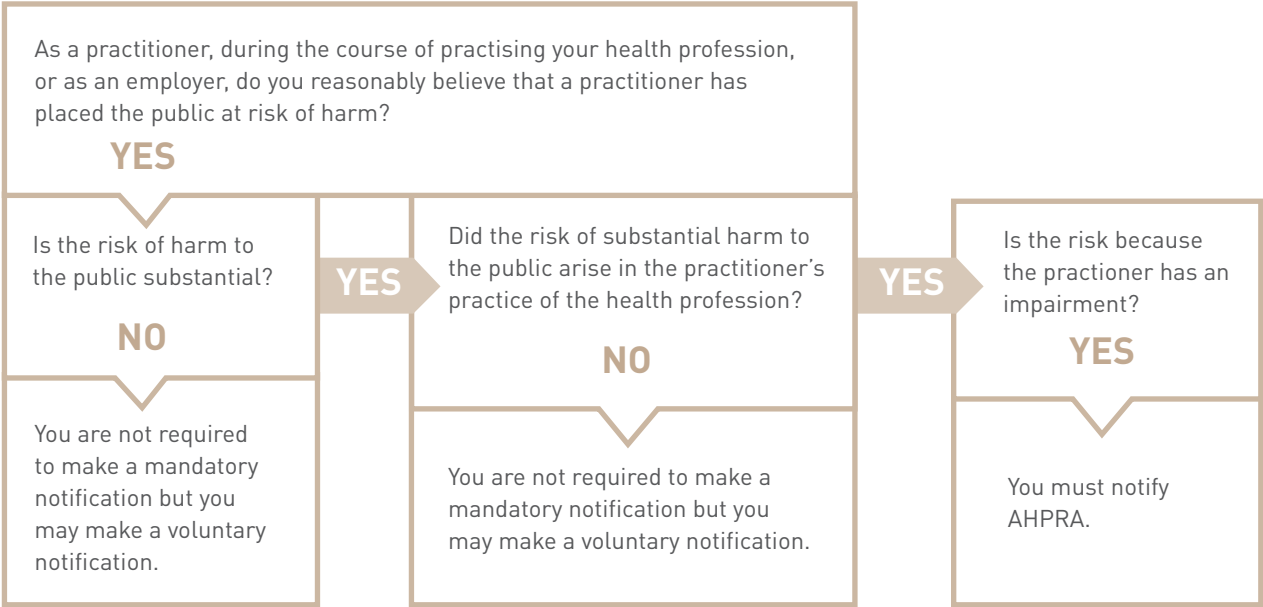 As a practitioner, during the course of practising your health profession,
or as an employer, do you reasonably believe that a practitioner has
placed the public at risk of harm?
YES
Is the risk of harm to
the public substantial?
NO
You are not required
to make a mandatory
notification but you
may make a voluntary
notification.
YES
Did the risk of substantial harm to
the public arise in the practitioner’s
practice of the health profession?
NO
You are not required to make a
mandatory notification but you
may make a voluntary notification.
YES
Is the risk because
the practioner has an
impairment?
YES
You must notify
AHPRA.